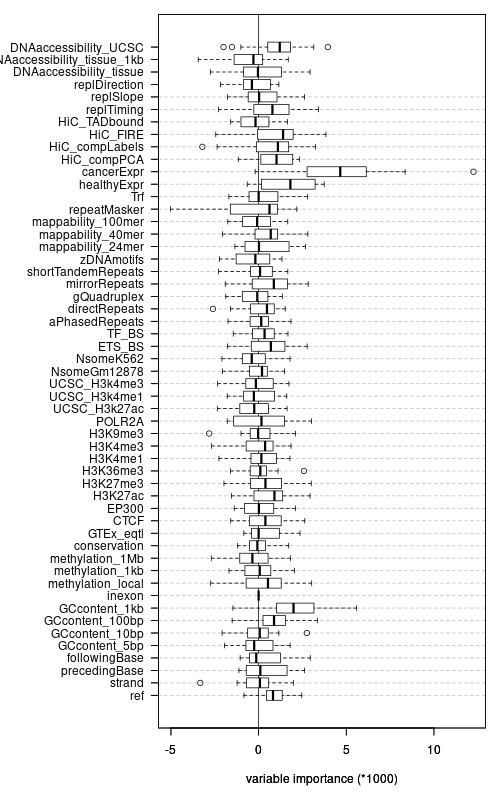 DNAaccessibility_UCSC
NAaccessibility_tissue_1kb
DNAaccessibility_tissue
replDirection
replSlope
replTiming
HiC_TADbound
HiC_FIRE
HiC_compLabels
HiC_compPCA
cancerExpr
healthyExpr
Trf
repeatMasker
mappability_100mer
mappability_40mer
mappability_24mer
zDNAmotifs
shortTandemRepeats
mirrorRepeats
gQuadruplex
directRepeats
aPhasedRepeats
TF_BS
ETS_BS
NsomeK562
NsomeGm12878
UCSC_H3k4me3
UCSC_H3k4me1
UCSC_H3k27ac
POLR2A
H3K9me3
H3K4me3
H3K4me1
H3K36me3
H3K27me3
H3K27ac
EP300
CTCF
GTEx_eqtl
conservation
methylation_1Mb
methylation_1kb
methylation_local
inexon
GCcontent_1kb
GCcontent_100bp
GCcontent_10bp
GCcontent_5bp
followingBase
precedingBase
strand
ref
-5 0 5 10
variable importance (*1000)